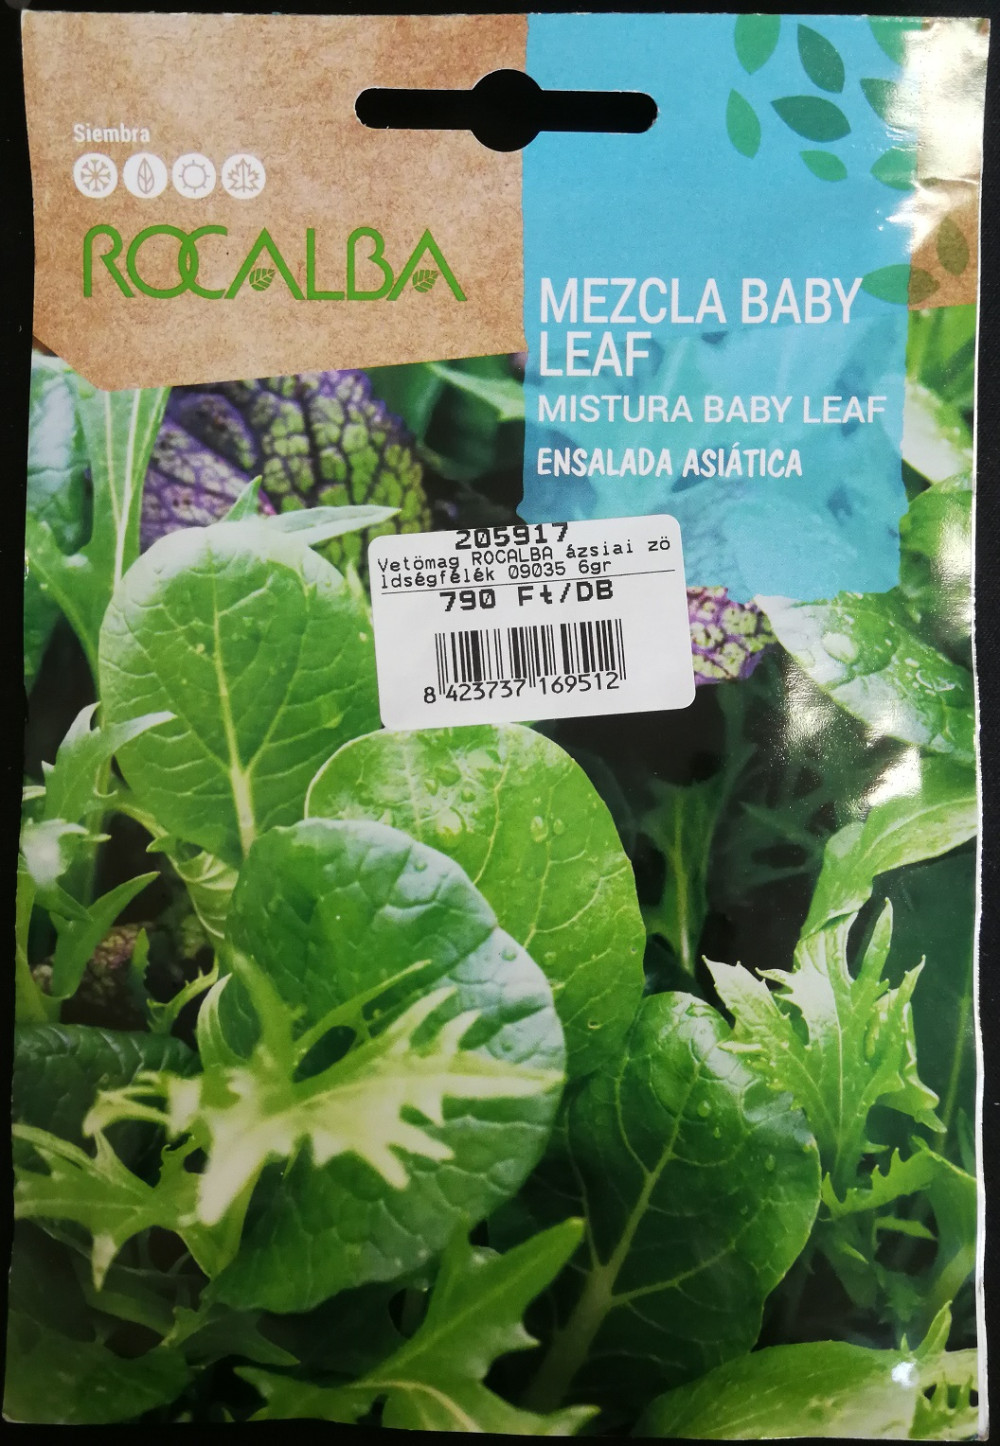 Siembra
ROCALBA
MEZCLA BABY
LEAF
MISTURA BABY LEAF
ENSALADA ASIÁTICA
205917
Vetömag ROCALBA ázsiai zö
ldségfélék 09035 6gr
790 Ft/DB
8 423737 169512